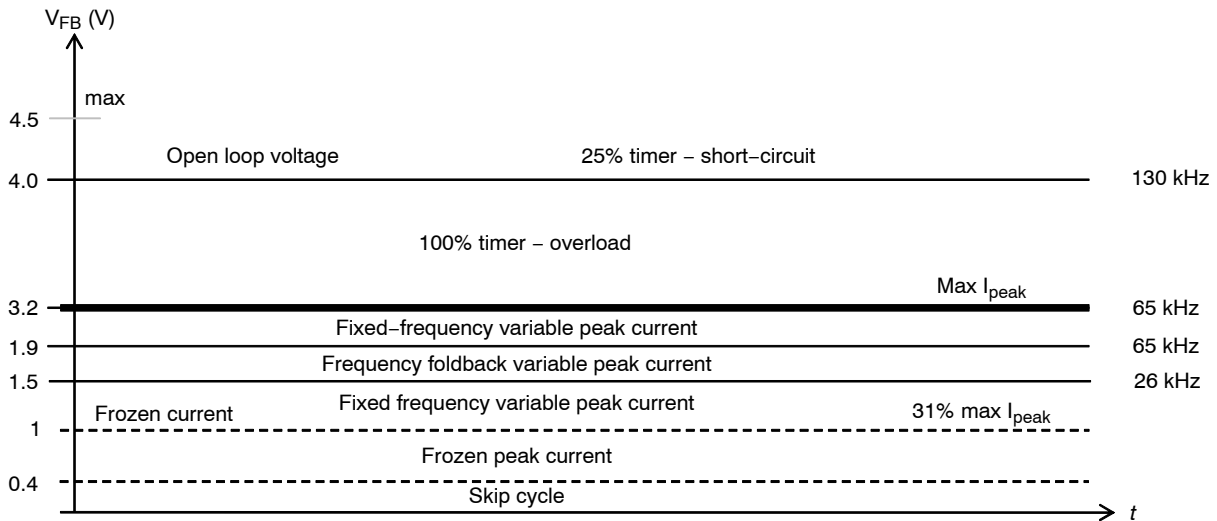 V_FB (V)
max
4.5
Open loop voltage 25% timer − short−circuit
4.0 130 kHz
100% timer − overload
Max I_peak
3.2 65 kHz
Fixed−frequency variable peak current
1.9 65 kHz
Frequency foldback variable peak current
1.5 26 kHz
Fixed frequency variable peak current
Frozen current 31% max I_peak
1
Frozen peak current
0.4
Skip cycle
t